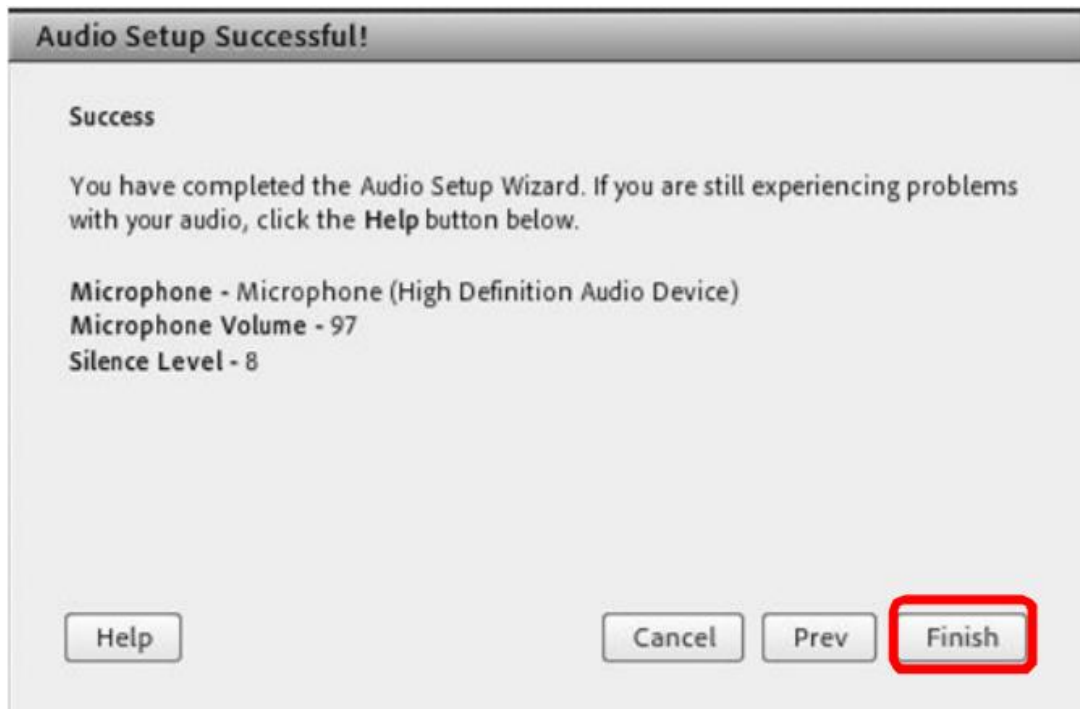 Audio Setup Successful!
Success
You have completed the Audio Setup Wizard. If you are still experiencing problems
with your audio, click the Help button below.
Microphone - Microphone (High Definition Audio Device)
Microphone Volume - 97
Silence Level - 8
Help Cancel Prev Finish